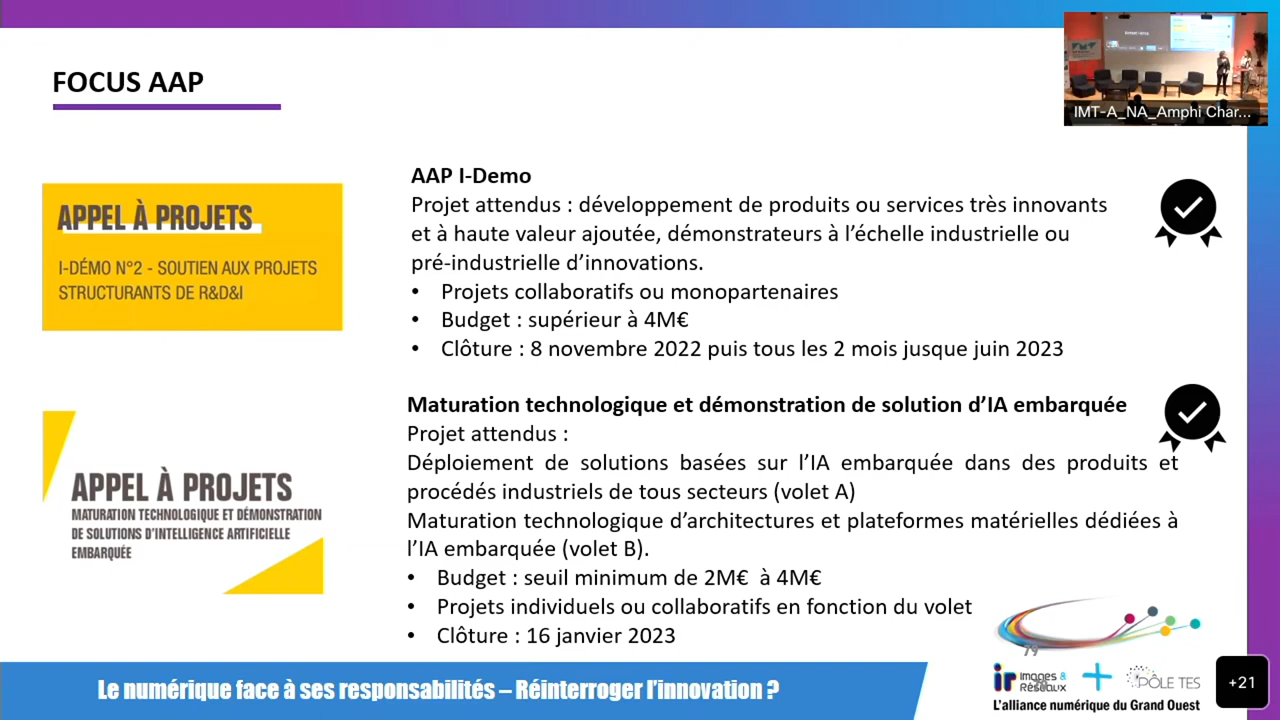 FOCUS AAP
IMT-A_NA_Amphi Char...
APPEL À PROJETS
I-DÉMO N°2 - SOUTIEN AUX PROJETS
STRUCTURANTS DE R&D&I
AAP I-Demo
Projet attendus : développement de produits ou services très innovants
et à haute valeur ajoutée, démonstrateurs à l’échelle industrielle ou
pré-industrielle d’innovations.
• Projets collaboratifs ou monopartenaires
• Budget : supérieur à 4M€
• Clôture : 8 novembre 2022 puis tous les 2 mois jusque juin 2023
APPEL À PROJETS
MATURATION TECHNOLOGIQUE ET DÉMONSTRATION
DE SOLUTIONS D'INTELLIGENCE ARTIFICIELLE
EMBARQUÉE
Maturation technologique et démonstration de solution d’IA embarquée
Projet attendus :
Déploiement de solutions basées sur l’IA embarquée dans des produits et
procédés industriels de tous secteurs (volet A)
Maturation technologique d’architectures et plateformes matérielles dédiées à
l’IA embarquée (volet B).
• Budget : seuil minimum de 2M€ à 4M€
• Projets individuels ou collaboratifs en fonction du volet
• Clôture : 16 janvier 2023
79
Le numérique face à ses responsabilités – Réinterroger l’innovation ?
Images &
Réseaux
PÔLE TES
L’alliance numérique du Grand Ouest
+21